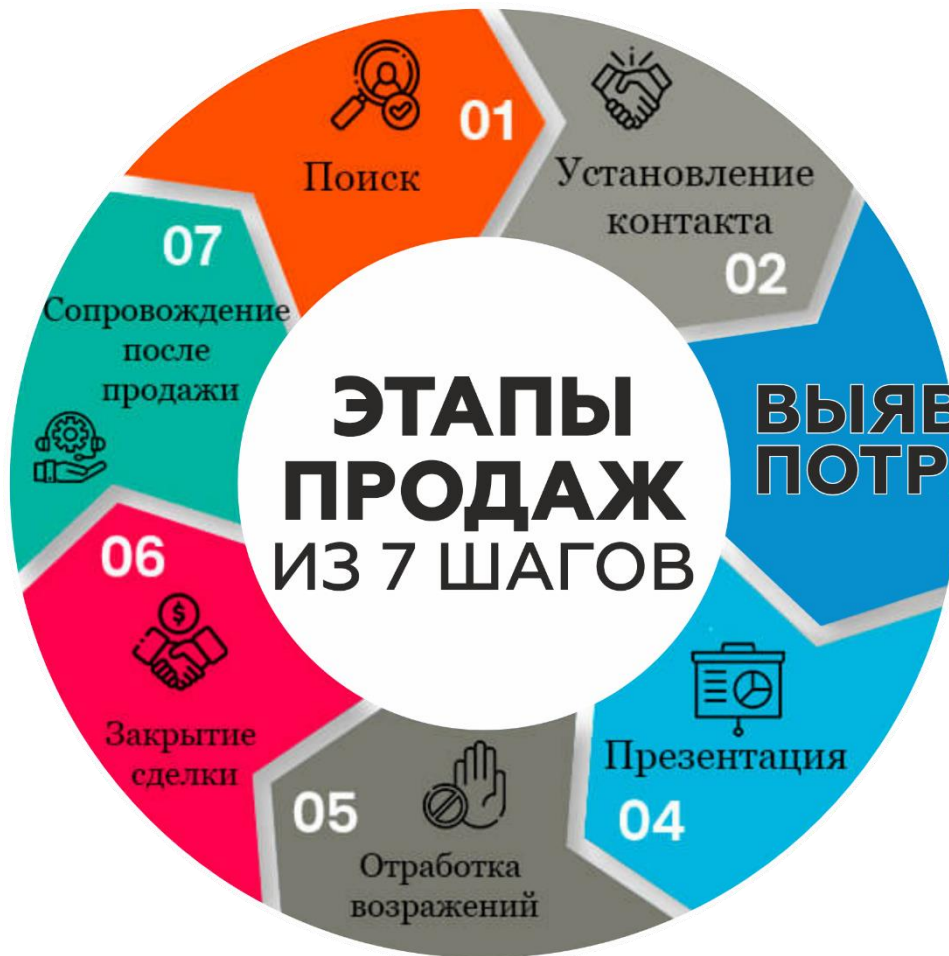 01
Поиск
Установление
контакта
02
ВЫЯВ
ПОТР
Презентация
04
05
Отработка
возражений
06
Закрытие
сделки
07
Сопровождение
после
продажи
ЭТАПЫ
ПРОДАЖ
ИЗ 7 ШАГОВ